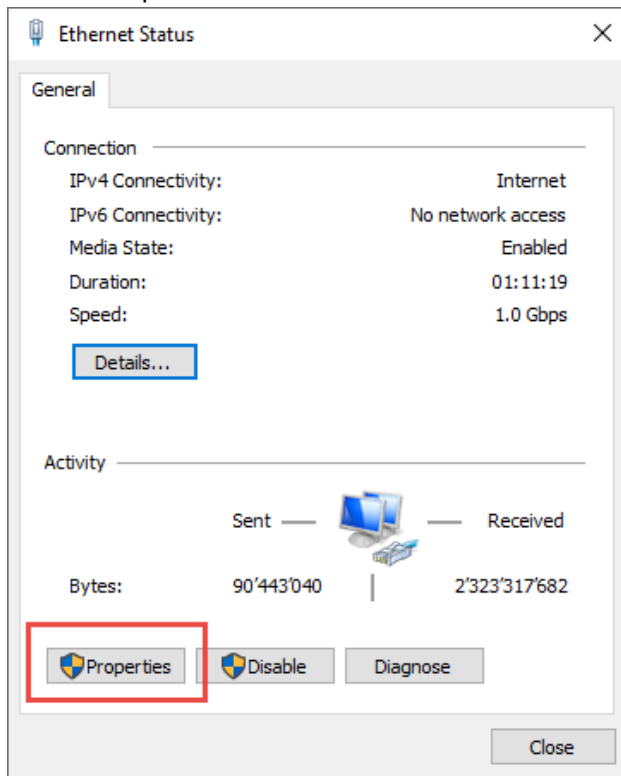 Ethernet Status
General
Connection
IPv4 Connectivity: Internet
IPv6 Connectivity: No network access
Media State: Enabled
Duration: 01:11:19
Speed: 1.0 Gbps
Details...
Activity
Sent Received
Bytes: 90’443’040 2’323’317’682
Properties Disable Diagnose
Close